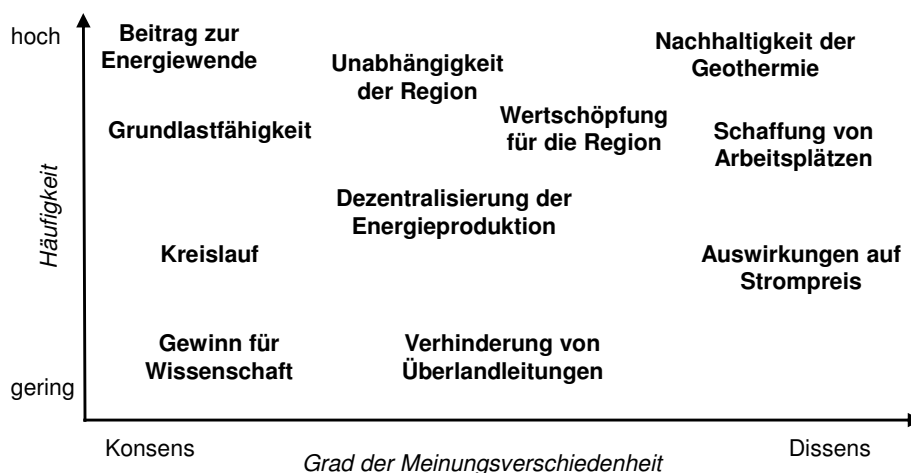 hoch
Beitrag zur
Energiewende
Unabhängigkeit
der Region
Nachhaltigkeit der
Geothermie
Grundlastfähigkeit
Wertschöpfung
für die Region
Schaffung von
Arbeitsplätzen
Dezentralisierung der
Energieproduktion
Häufigkeit
Kreislauf
Auswirkungen auf
Strompreis
Gewinn für
Wissenschaft
Verhinderung von
Überlandleitungen
gering
Konsens
Grad der Meinungsverschiedenheit
Dissens